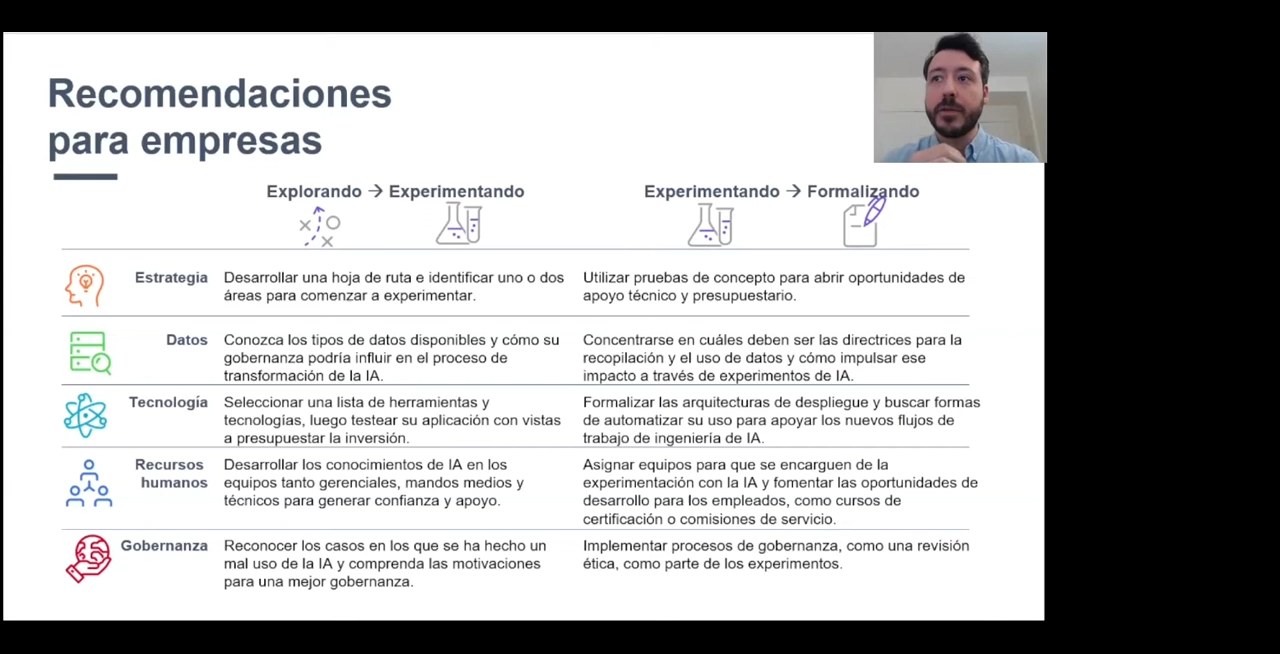 Recomendaciones
para empresas
Explorando → Experimentando
Experimentando → Formalizando
Estrategia
Desarrollar una hoja de ruta e identificar uno o dos
áreas para comenzar a experimentar.
Utilizar pruebas de concepto para abrir oportunidades de
apoyo técnico y presupuestario.
Datos
Conozca los tipos de datos disponibles y cómo su
gobernanza podría influir en el proceso de
transformación de la IA.
Concentrarse en cuáles deben ser las directrices para la
recopilación y el uso de datos y cómo impulsar ese
impacto a través de experimentos de IA.
Tecnología
Seleccionar una lista de herramientas y
tecnologías, luego testear su aplicación con vistas
a presupuestar la inversión.
Formalizar las arquitecturas de despliegue y buscar formas
de automatizar su uso para apoyar los nuevos flujos de
trabajo de ingeniería de IA.
Recursos
humanos
Desarrollar los conocimientos de IA en los
equipos tanto gerenciales, mandos medios y
técnicos para generar confianza y apoyo.
Asignar equipos para que se encarguen de la
experimentación con la IA y fomentar las oportunidades de
desarrollo para los empleados, como cursos de
certificación o comisiones de servicio.
Gobernanza
Reconocer los casos en los que se ha hecho un
mal uso de la IA y comprenda las motivaciones
para una mejor gobernanza.
Implementar procesos de gobernanza, como una revisión
ética, como parte de los experimentos.